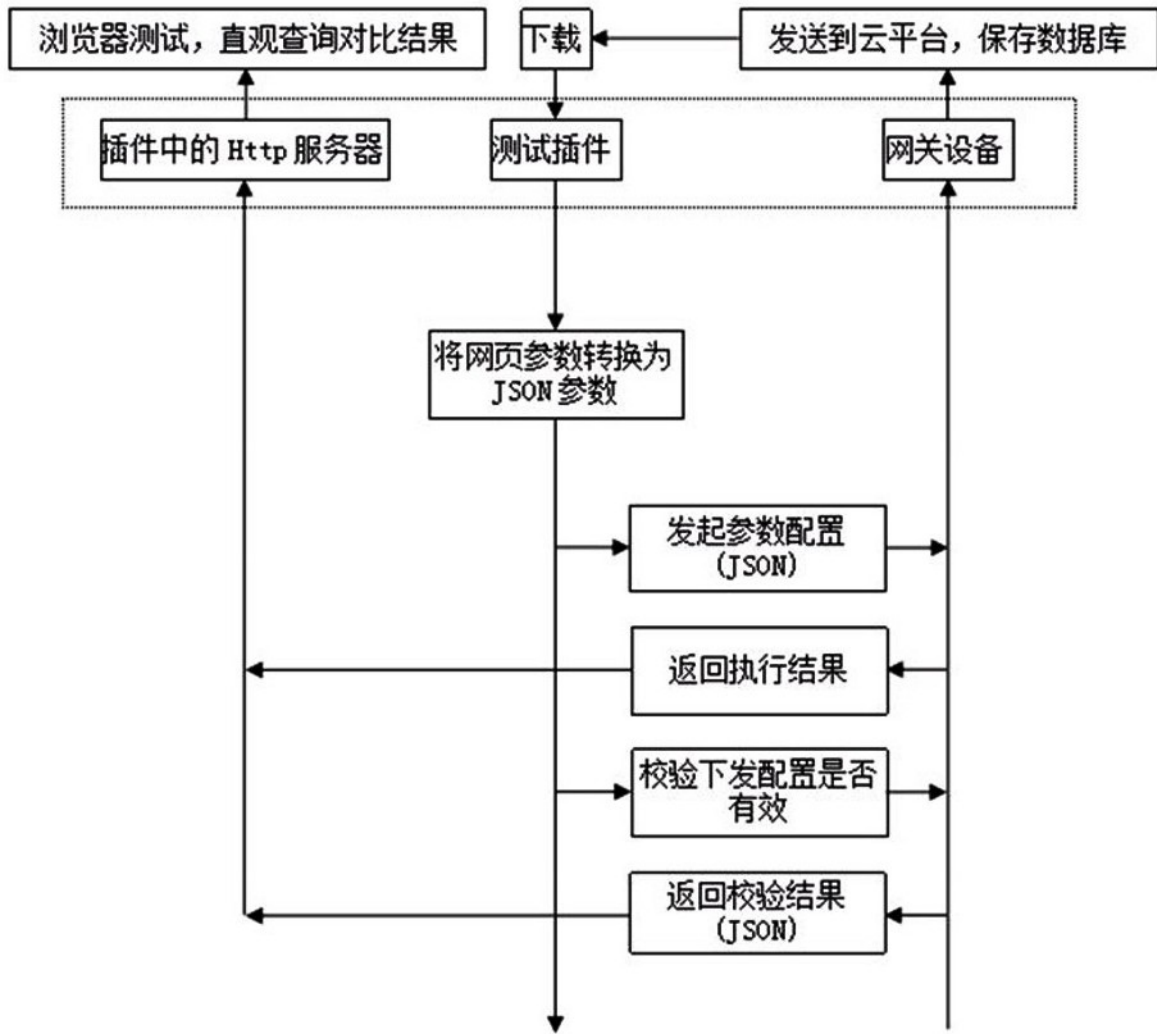 浏览器测试，直观查询对比结果
下载
发送到云平台，保存数据库
插件中的 Http 服务器
测试插件
网关设备
将网页参数转换为
JSON 参数
发起参数配置
(JSON)
返回执行结果
校验下发配置是否
有效
返回校验结果
(JSON)